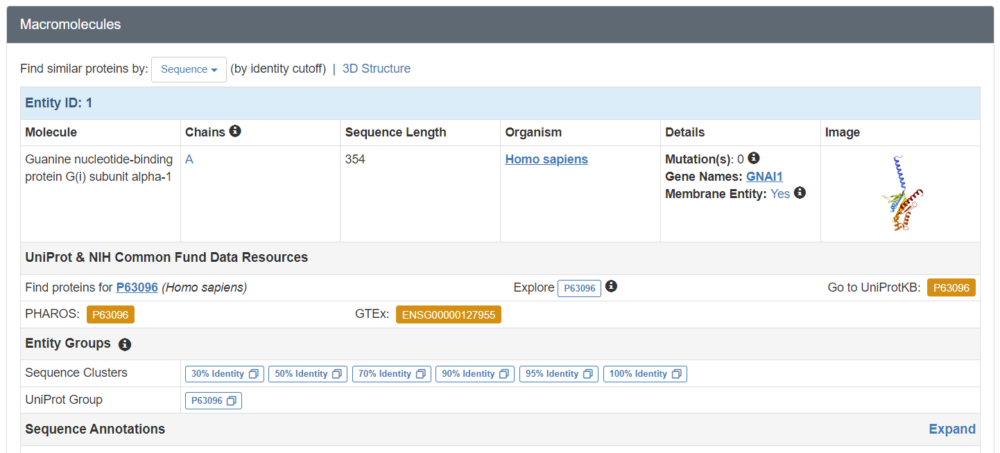 Macromolecules
Find similar proteins by: Sequence (by identity cutoff) | 3D Structure
Entity ID: 1
Molecule Chains Sequence Length Organism Details Image
Guanine nucleotide-binding A 354 Homo sapiens Mutation(s): 0
protein G(i) subunit alpha-1 Gene Names: GNAI1
Membrane Entity: Yes
UniProt & NIH Common Fund Data Resources
Find proteins for P63096 (Homo sapiens) Explore P63096 Go to UniProtKB: P63096
PHAROS: P63096 GTEx: ENSG00000127955
Entity Groups
Sequence Clusters 30% Identity 50% Identity 70% Identity 90% Identity 95% Identity 100% Identity
UniProt Group P63096
Sequence Annotations Expand